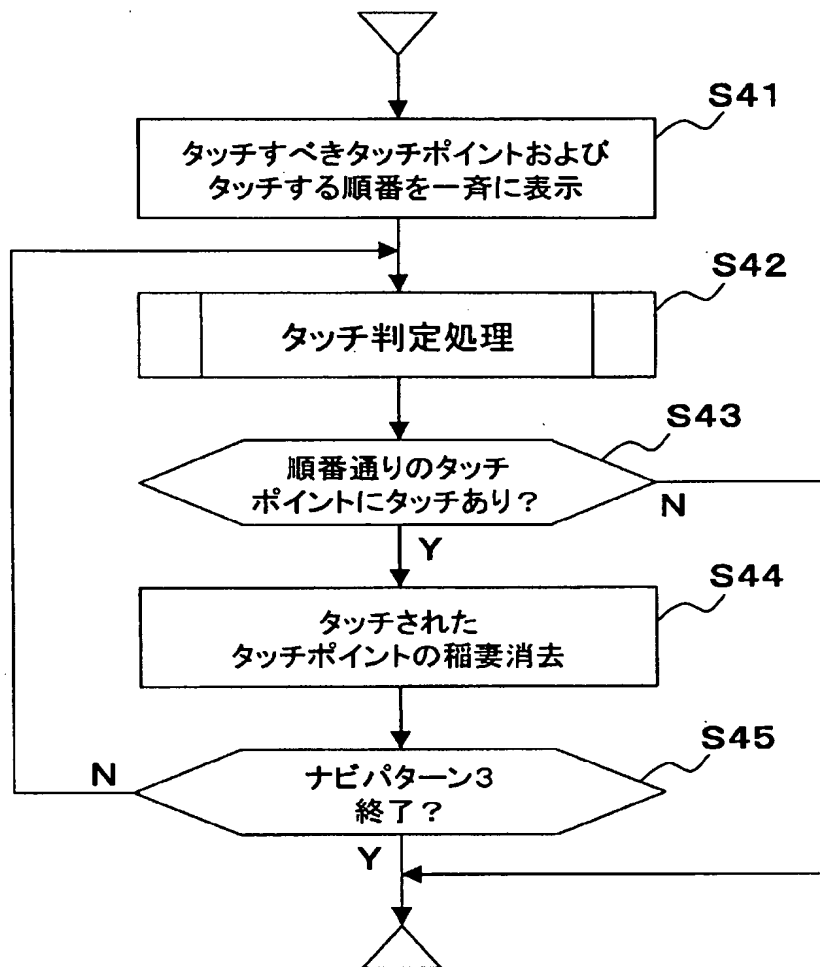 S41
タッチすべきタッチポイントおよび
タッチする順番を一斉に表示
S42
タッチ判定処理
S43
順番通りのタッチ
ポイントにタッチあり？
N
Y
S44
タッチされた
タッチポイントの稲妻消去
S45
N
ナビパターン3
終了？
Y